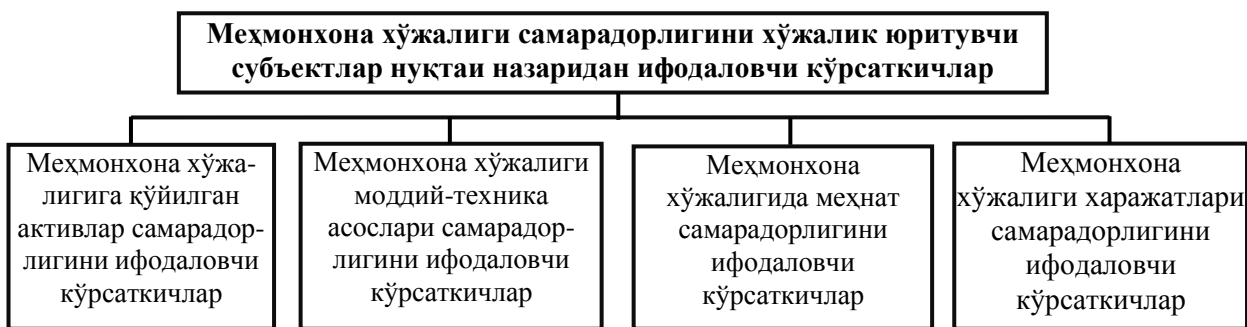 Меҳмонхона хўжалиги самарадорлигини хўжалик юритувчи
субъектлар нуқтаи назаридан ифодаловчи кўрсаткичлар
Меҳмонхона хўжа-
лигига қўйилган
активлар самарадор-
лигини ифодаловчи
кўрсаткичлар
Меҳмонхона хўжалиги
моддий-техника
асослари самарадор-
лигини ифодаловчи
кўрсаткичлар
Меҳмонхона
хўжалигида меҳнат
самарадорлигини
ифодаловчи
кўрсаткичлар
Меҳмонхона
хўжалиги харажатлари
самарадорлигини
ифодаловчи
кўрсаткичлар